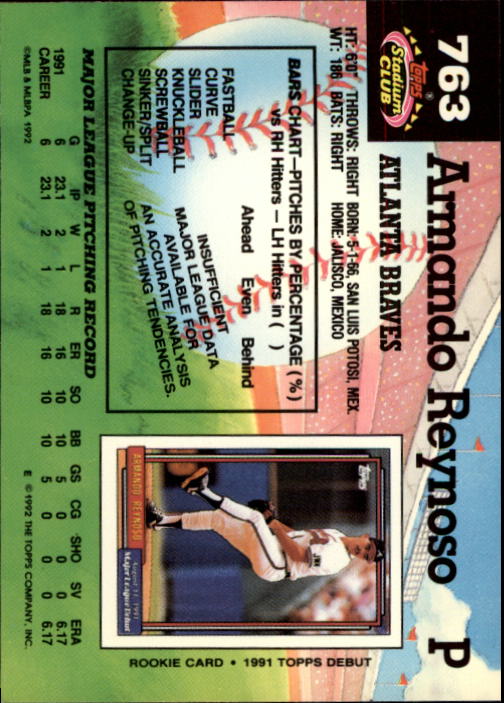 763
Topps
Stadium
CLUB
®
Armando Reynoso P
ATLANTA BRAVES
HT: 6'0" THROWS: RIGHT BORN: 5-1-66, SAN LUIS POTOSI, MEX.
WT: 186 BATS: RIGHT HOME: JALISCO, MEXICO
BARS CHART—PITCHES BY PERCENTAGE (%)
vs RH Hitters — LH Hitters in ( )
Ahead Even Behind
FASTBALL
CURVE
SLIDER
KNUCKLEBALL
SCREWBALL
SINKER/SPLIT
CHANGE-UP
INSUFFICIENT
MAJOR LEAGUE DATA
AVAILABLE FOR
AN ACCURATE ANALYSIS
OF PITCHING TENDENCIES.
Topps
ARMANDO REYNOSO
August 11, 1991
Major League Debut
ROOKIE CARD • 1991 TOPPS DEBUT
MAJOR LEAGUE PITCHING RECORD
G IP W L R ER SO BB GS CG SHO SV ERA
1991 6 23.1 2 1 18 16 10 10 5 0 0 0 6.17
CAREER 6 23.1 2 1 18 16 10 10 5 0 0 0 6.17
©MLB & MLBPA 1992
E ©1992 THE TOPPS COMPANY, INC.